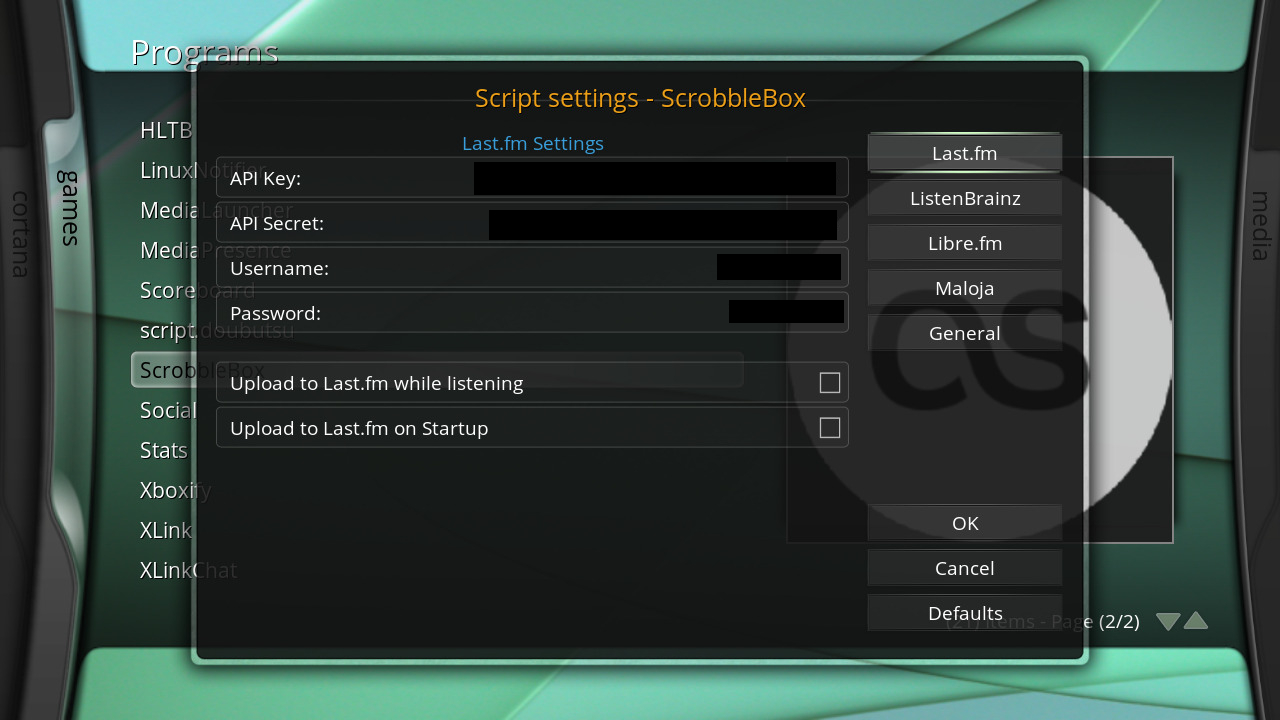 Programs
cortana
games
media
HLTB
LinuxNotifier
MediaLauncher
MediaPresence
Scoreboard
script.doubutsu
ScrobbleBox
Social
Stats
Xboxify
XLink
XLinkChat
Script settings - ScrobbleBox
Last.fm Settings
API Key:
API Secret:
Username:
Password:
Upload to Last.fm while listening
Upload to Last.fm on Startup
Last.fm
ListenBrainz
Libre.fm
Maloja
General
OK
Cancel
Defaults
(21) Items - Page (2/2)